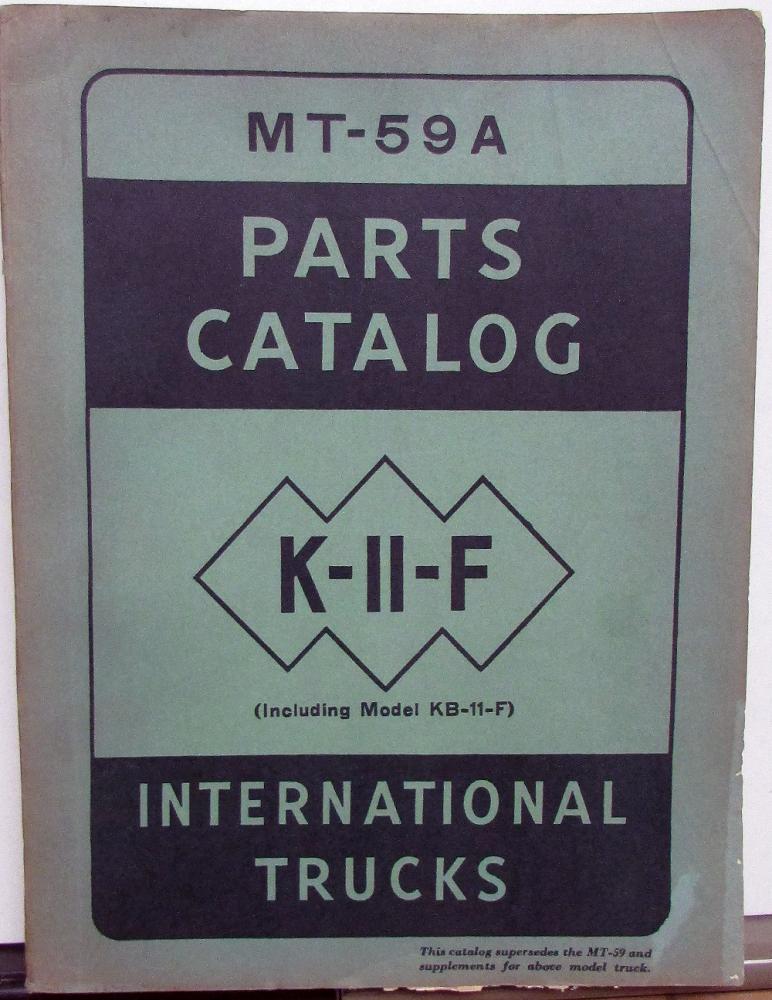 MT-59A
PARTS
CATALOG
K-11-F
(Including Model KB-11-F)
INTERNATIONAL
TRUCKS
This catalog supersedes the MT-59 and
supplements for above model truck.